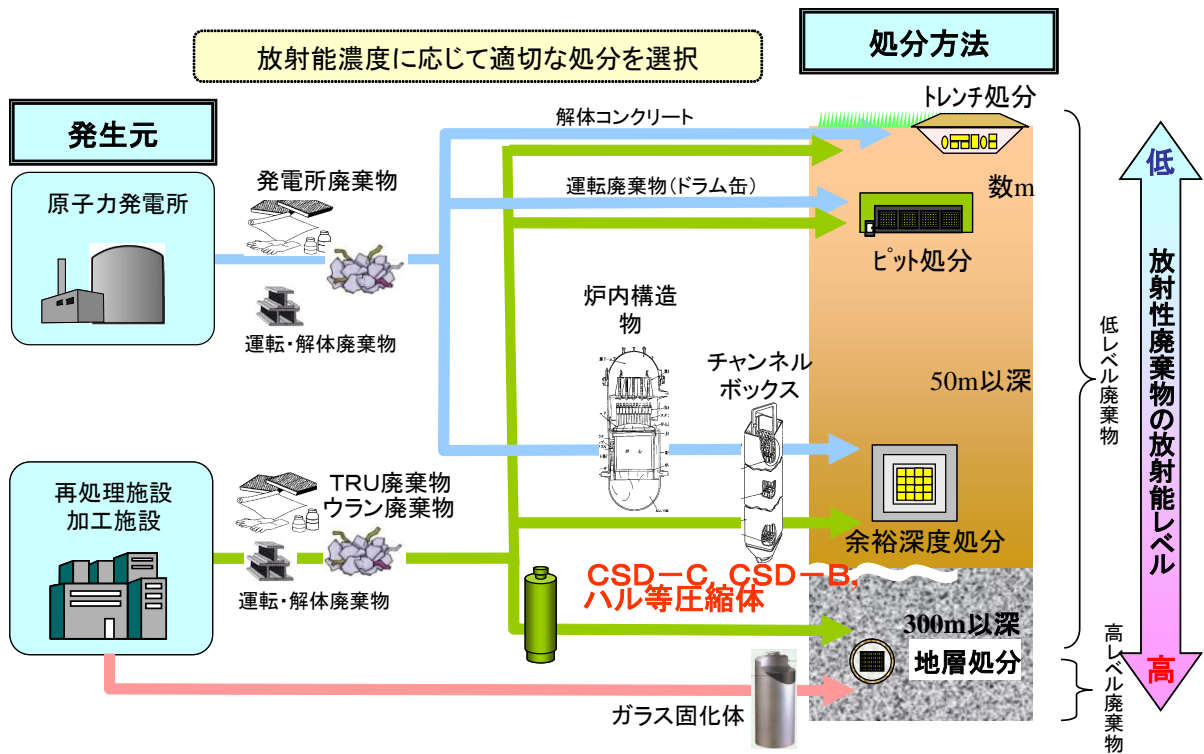 放射能濃度に応じて適切な処分を選択
処分方法
発生元
トレンチ処分
解体コンクリート
低
原子力発電所
発電所廃棄物
運転廃棄物（ドラム缶）
数m
ピット処分
運転・解体廃棄物
炉内構造
物
チャンネル
ボックス
50m以深
低レベル廃棄物
放射性廃棄物の放射能レベル
再処理施設
加工施設
TRU廃棄物
ウラン廃棄物
余裕深度処分
運転・解体廃棄物
CSD－C, CSD－B,
ハル等圧縮体
300m以深
地層処分
高レベル廃棄物
高
ガラス固化体